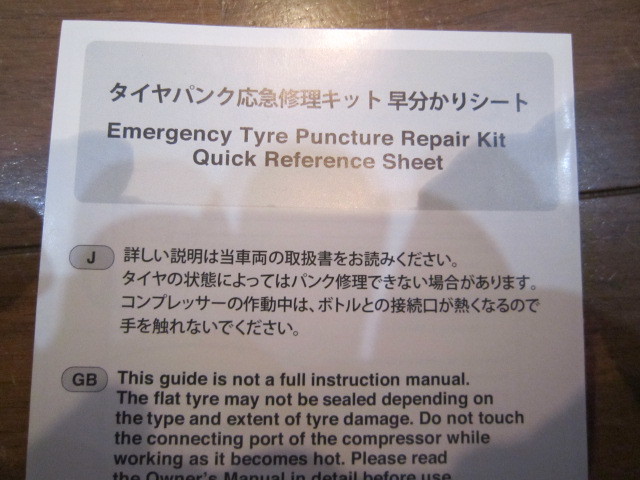 タイヤパンク応急修理キット 早分かりシート
Emergency Tyre Puncture Repair Kit
Quick Reference Sheet
J 詳しい説明は当車両の取扱書をお読みください。
タイヤの状態によってはパンク修理できない場合があります。
コンプレッサーの作動中は、ボトルとの接続口が熱くなるので
手を触れないでください。
GB This guide is not a full instruction manual.
The flat tyre may not be sealed depending on
the type and extent of tyre damage. Do not touch
the connecting port of the compressor while
working as it becomes hot. Please read
the Owner's Manual in detail before use